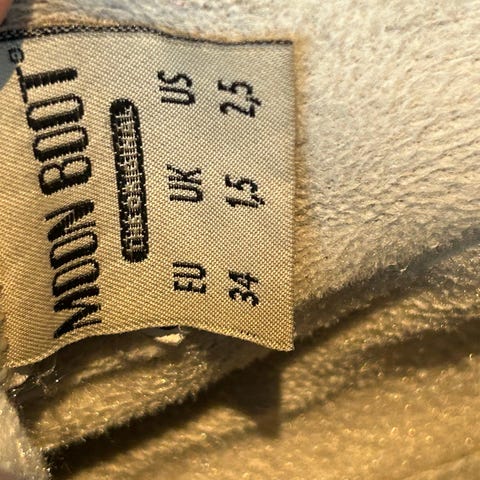 MOON BOOT®
THE ORIGINAL
EU UK US
34 1,5 2,5